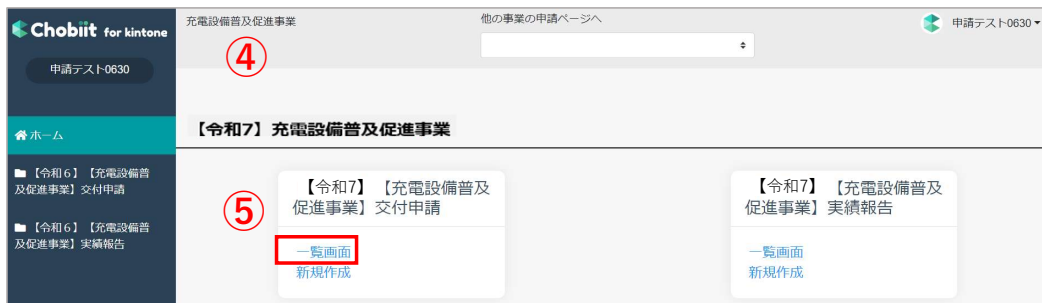 Chobiit for kintone
申請テスト0630
ホーム
【令和6】【充電設備普
及促進事業】交付申請
【令和6】【充電設備普
及促進事業】実績報告
充電設備普及促進事業
④
他の事業の申請ページへ
申請テスト0630
【令和7】充電設備普及促進事業
⑤
【令和7】【充電設備普及
促進事業】交付申請
一覧画面
新規作成
【令和7】【充電設備普及
促進事業】実績報告
一覧画面
新規作成